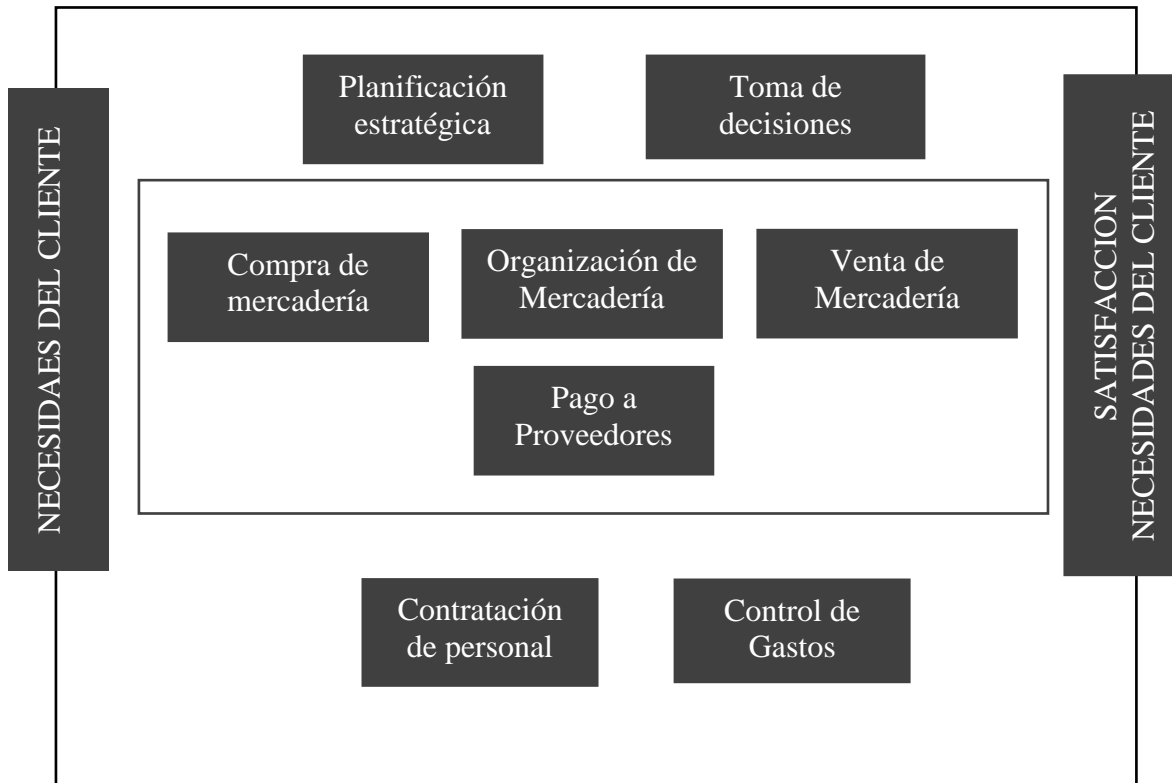 NECESIDAES DEL CLIENTE
Planificación
estratégica
Toma de
decisiones
Compra de
mercadería
Organización de
Mercadería
Venta de
Mercadería
Pago a
Proveedores
Contratación
de personal
Control de
Gastos
SATISFACCION
NECESIDADES DEL CLIENTE